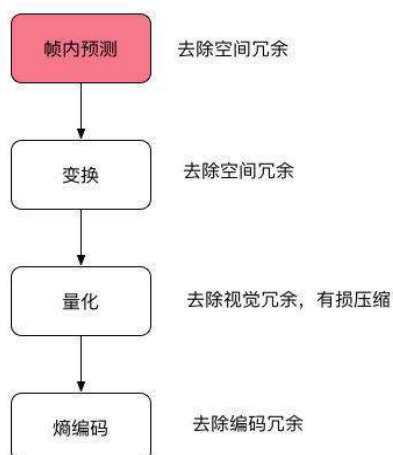 帧内预测 去除空间冗余
变换 去除空间冗余
量化 去除视觉冗余，有损压缩
熵编码 去除编码冗余